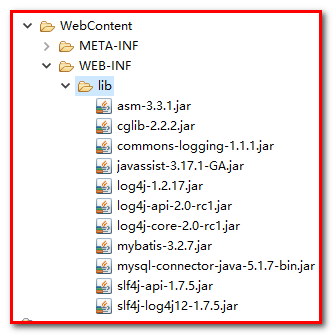 WebContent
META-INF
WEB-INF
lib
asm-3.3.1.jar
cglib-2.2.2.jar
commons-logging-1.1.1.jar
javassist-3.17.1-GA.jar
log4j-1.2.17.jar
log4j-api-2.0-rc1.jar
log4j-core-2.0-rc1.jar
mybatis-3.2.7.jar
mysql-connector-java-5.1.7-bin.jar
slf4j-api-1.7.5.jar
slf4j-log4j12-1.7.5.jar